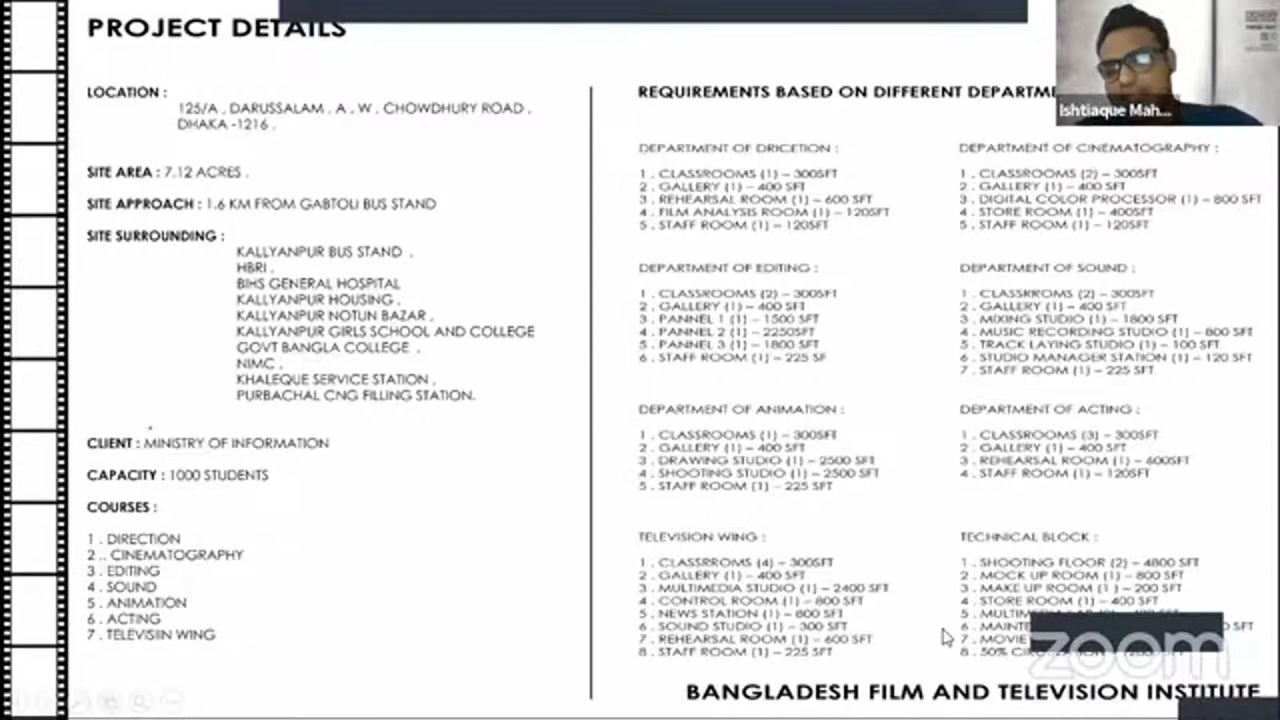 PROJECT DETAILS
LOCATION :
125/A , DARUSSALAM , A , W , CHOWDHURY ROAD ,
DHAKA -1216 .
SITE AREA : 7.12 ACRES .
SITE APPROACH : 1.6 KM FROM GABTOLI BUS STAND
SITE SURROUNDING :
KALLYANPUR BUS STAND ,
HBRI ,
BIHS GENERAL HOSPITAL
KALLYANPUR HOUSING ,
KALLYANPUR NOTUN BAZAR ,
KALLYANPUR GIRLS SCHOOL AND COLLEGE
GOVT BANGLA COLLEGE ,
NIMC ,
KHALEQUE SERVICE STATION ,
PURBACHAL CNG FILLING STATION.
CLIENT : MINISTRY OF INFORMATION
CAPACITY : 1000 STUDENTS
COURSES :
1 . DIRECTION
2 .. CINEMATOGRAPHY
3 . EDITING
4 . SOUND
5 . ANIMATION
6 . ACTING
7 . TELEVISIIN WING
REQUIREMENTS BASED ON DIFFERENT
DEPARTMENT OF DRICETION :
1 . CLASSROOMS (1) – 300SFT
2 . GALLERY (1) – 400 SFT
3 . REHEARSAL ROOM (1) – 600 SFT
4 . FILM ANALYSIS ROOM (1) – 120SFT
5 . STAFF ROOM (1) – 120SFT
DEPARTMENT OF CINEMATOGRAPHY :
1 . CLASSROOMS (2) – 300SFT
2 . GALLERY (1) – 400 SFT
3 . DIGITAL COLOR PROCESSOR (1) – 800 SFT
4 . STORE ROOM (1) – 400SFT
5 . STAFF ROOM (1) – 120SFT
DEPARTMENT OF EDITING :
1 . CLASSROOMS (2) – 300SFT
2 . GALLERY (1) – 400 SFT
3 . PANNEL 1 (1) – 1500 SFT
4 . PANNEL 2 (1) – 2250SFT
5 . PANNEL 3 (1) – 1800 SFT
6 . STAFF ROOM (1) – 225 SF
DEPARTMENT OF SOUND :
1 . CLASSKRROMS (2) – 300SFT
2 . GALLERY (1) – 400 SFT
3 . MIXING STUDIO (1) – 1800 SFT
4 . MUSIC RECORDING STUDIO (1) – 800 SFT
5 . TRACK LAYING STUDIO (1) – 100 SFT
6 . STUDIO MANAGER STATION (1) – 120 SFT
7 . STAFF ROOM (1) – 225 SFT
DEPARTMENT OF ANIMATION :
1 . CLASSROOMS (1) – 300SFT
2 . GALLERY (1) – 400 SFT
3 . DRAWING STUDIO (1) – 2500 SFT
4 . SHOOTING STUDIO (1) – 2500 SFT
5 . STAFF ROOM (1) – 225 SFT
DEPARTMENT OF ACTING :
1 . CLASSROOMS (3) – 300SFT
2 . GALLERY (1) – 400 SFT
3 . REHEARSAL ROOM (1) – 600SFT
4 . STAFF ROOM (1) – 120SFT
TELEVISION WING :
1 . CLASSRROMS (4) – 300SFT
2 . GALLERY (1) – 400 SFT
3 . MULTIMEDIA STUDIO (1) – 2400 SFT
4 . CONTROL ROOM (1) – 800 SFT
5 . NEWS STATION (1) – 800 SFT
6 . SOUND STUDIO (1) – 300 SFT
7 . REHEARSAL ROOM (1) – 600 SFT
8 . STAFF ROOM (1) – 225 SFT
TECHNICAL BLOCK :
1 . SHOOTING FLOOR (2) – 4800 SFT
2 . MOCK UP ROOM (1) – 800 SFT
3 . MAKE UP ROOM (1 ) – 200 SFT
4 . STORE ROOM (1) – 400 SFT
5 .
6 . SFT
7 . MOVIE
8 . 50%
BANGLADESH FILM AND TELEVISION INSTITUTE
Ishtiaque Mah...
zoom